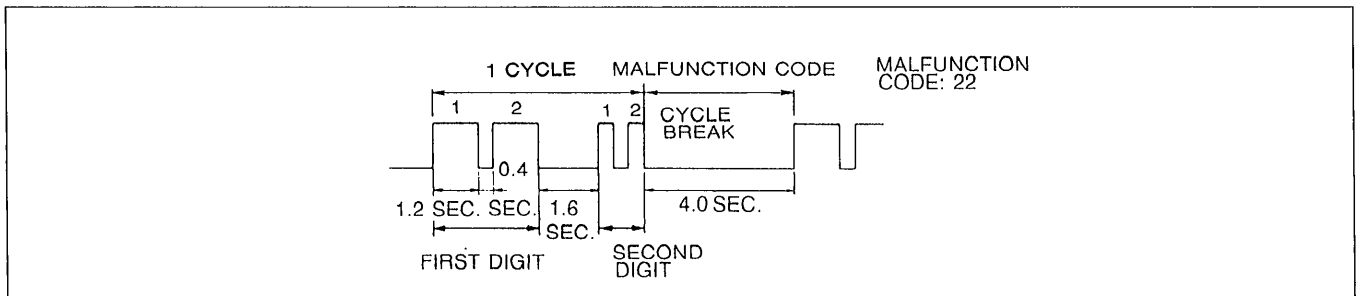 1 CYCLE MALFUNCTION CODE
MALFUNCTION
CODE: 22
1 2 1 2
CYCLE
BREAK
0.4
1.2 SEC. SEC. 1.6
SEC.
4.0 SEC.
FIRST DIGIT
SECOND
DIGIT